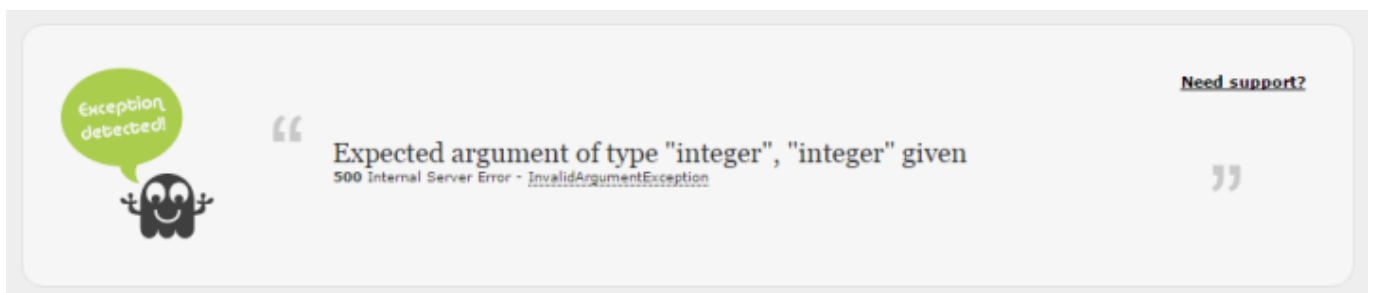 Need support?
Exception
detected!
“
Expected argument of type "integer", "integer" given
500 Internal Server Error - InvalidArgumentException
”